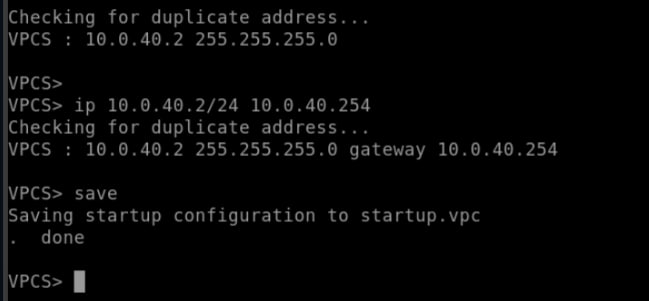 Checking for duplicate address...
VPCS : 10.0.40.2 255.255.255.0
VPCS>
VPCS> ip 10.0.40.2/24 10.0.40.254
Checking for duplicate address...
VPCS : 10.0.40.2 255.255.255.0 gateway 10.0.40.254
VPCS> save
Saving startup configuration to startup.vpc
.  done
VPCS>